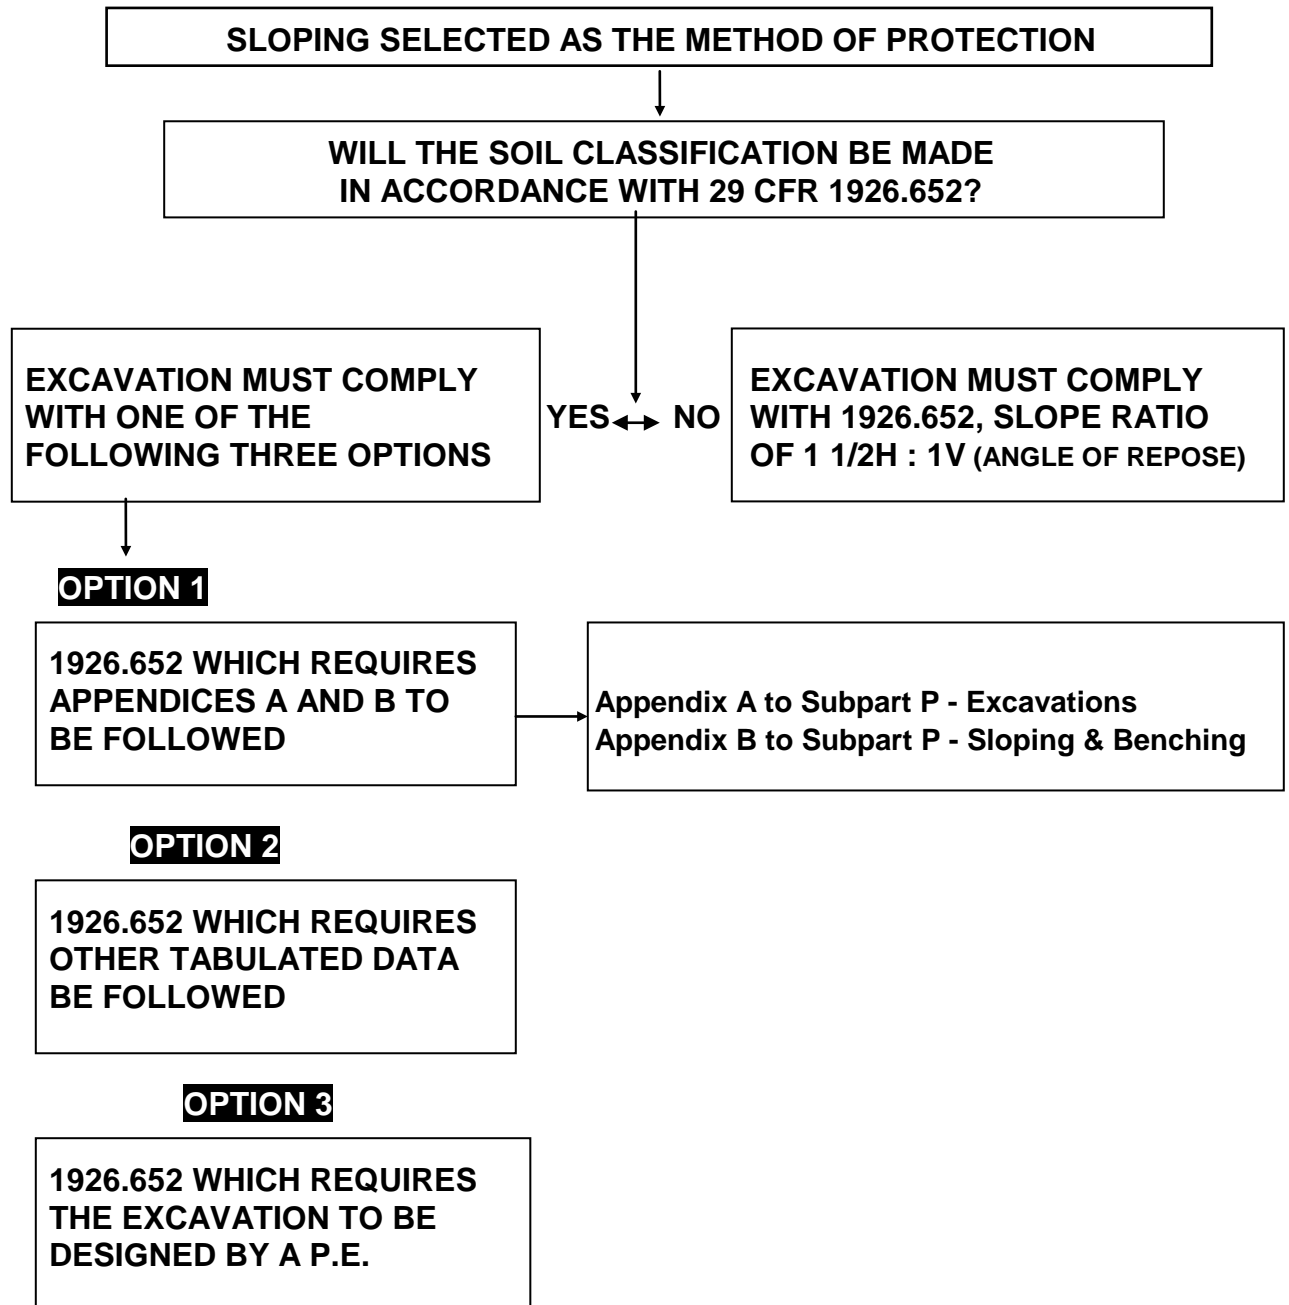 SLOPING SELECTED AS THE METHOD OF PROTECTION
WILL THE SOIL CLASSIFICATION BE MADE
IN ACCORDANCE WITH 29 CFR 1926.652?
EXCAVATION MUST COMPLY
WITH ONE OF THE
FOLLOWING THREE OPTIONS
YES NO
EXCAVATION MUST COMPLY
WITH 1926.652, SLOPE RATIO
OF 1 1/2H : 1V (ANGLE OF REPOSE)
OPTION 1
1926.652 WHICH REQUIRES
APPENDICES A AND B TO
BE FOLLOWED
Appendix A to Subpart P - Excavations
Appendix B to Subpart P - Sloping & Benching
OPTION 2
1926.652 WHICH REQUIRES
OTHER TABULATED DATA
BE FOLLOWED
OPTION 3
1926.652 WHICH REQUIRES
THE EXCAVATION TO BE
DESIGNED BY A P.E.